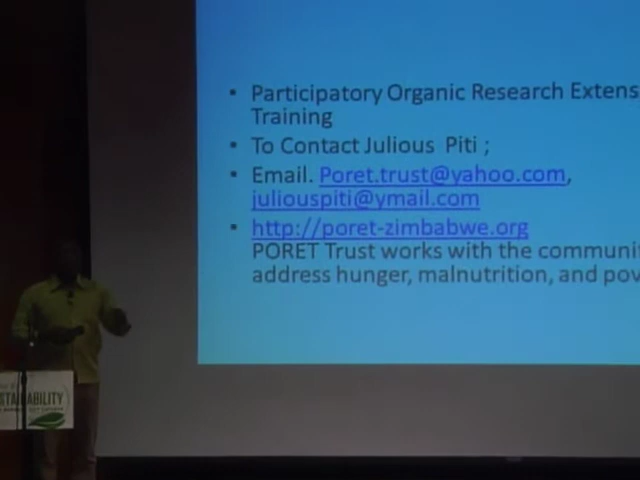 • Participatory Organic Research Extens
Training
• To Contact Julious Piti ;
• Email. Poret.trust@yahoo.com,
juliouspiti@ymail.com
• http://poret-zimbabwe.org
PORET Trust works with the communi
address hunger, malnutrition, and pov
STAINABILITY